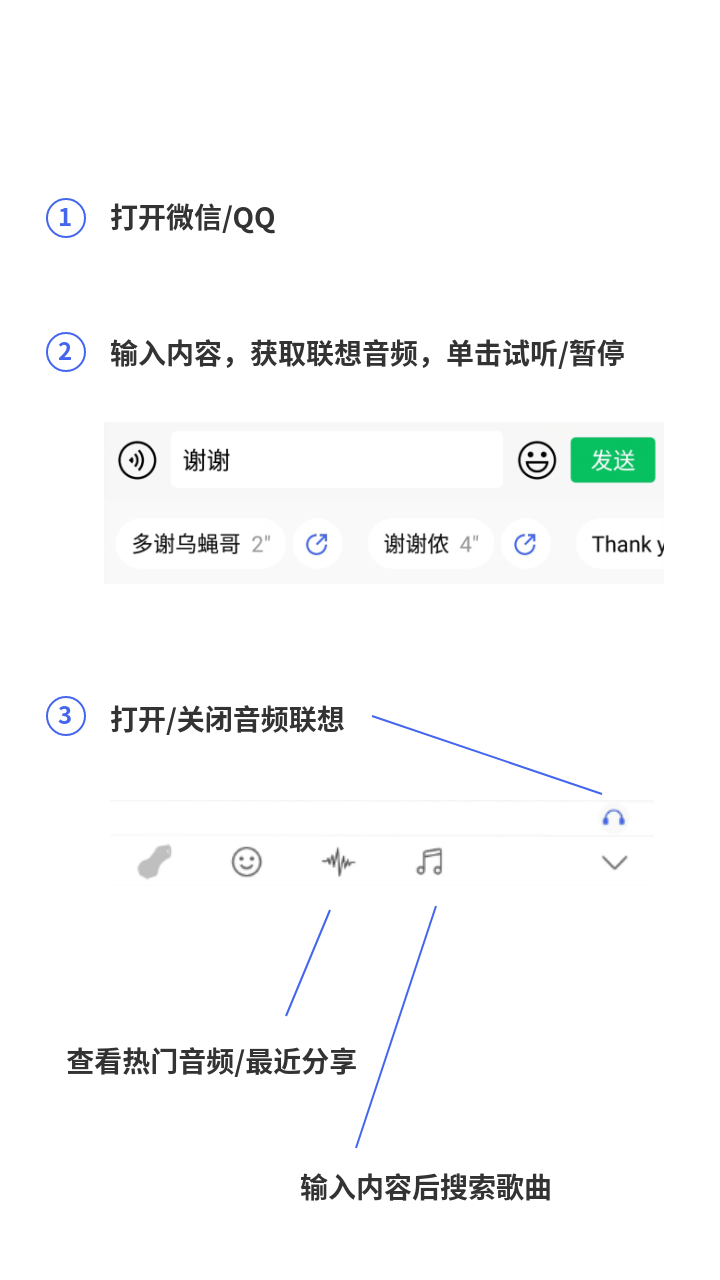 1 打开微信/QQ
2 输入内容，获取联想音频，单击试听/暂停
谢谢 发送
多谢乌蝇哥 2" 谢谢侬 4" Thank y
3 打开/关闭音频联想
查看热门音频/最近分享
输入内容后搜索歌曲